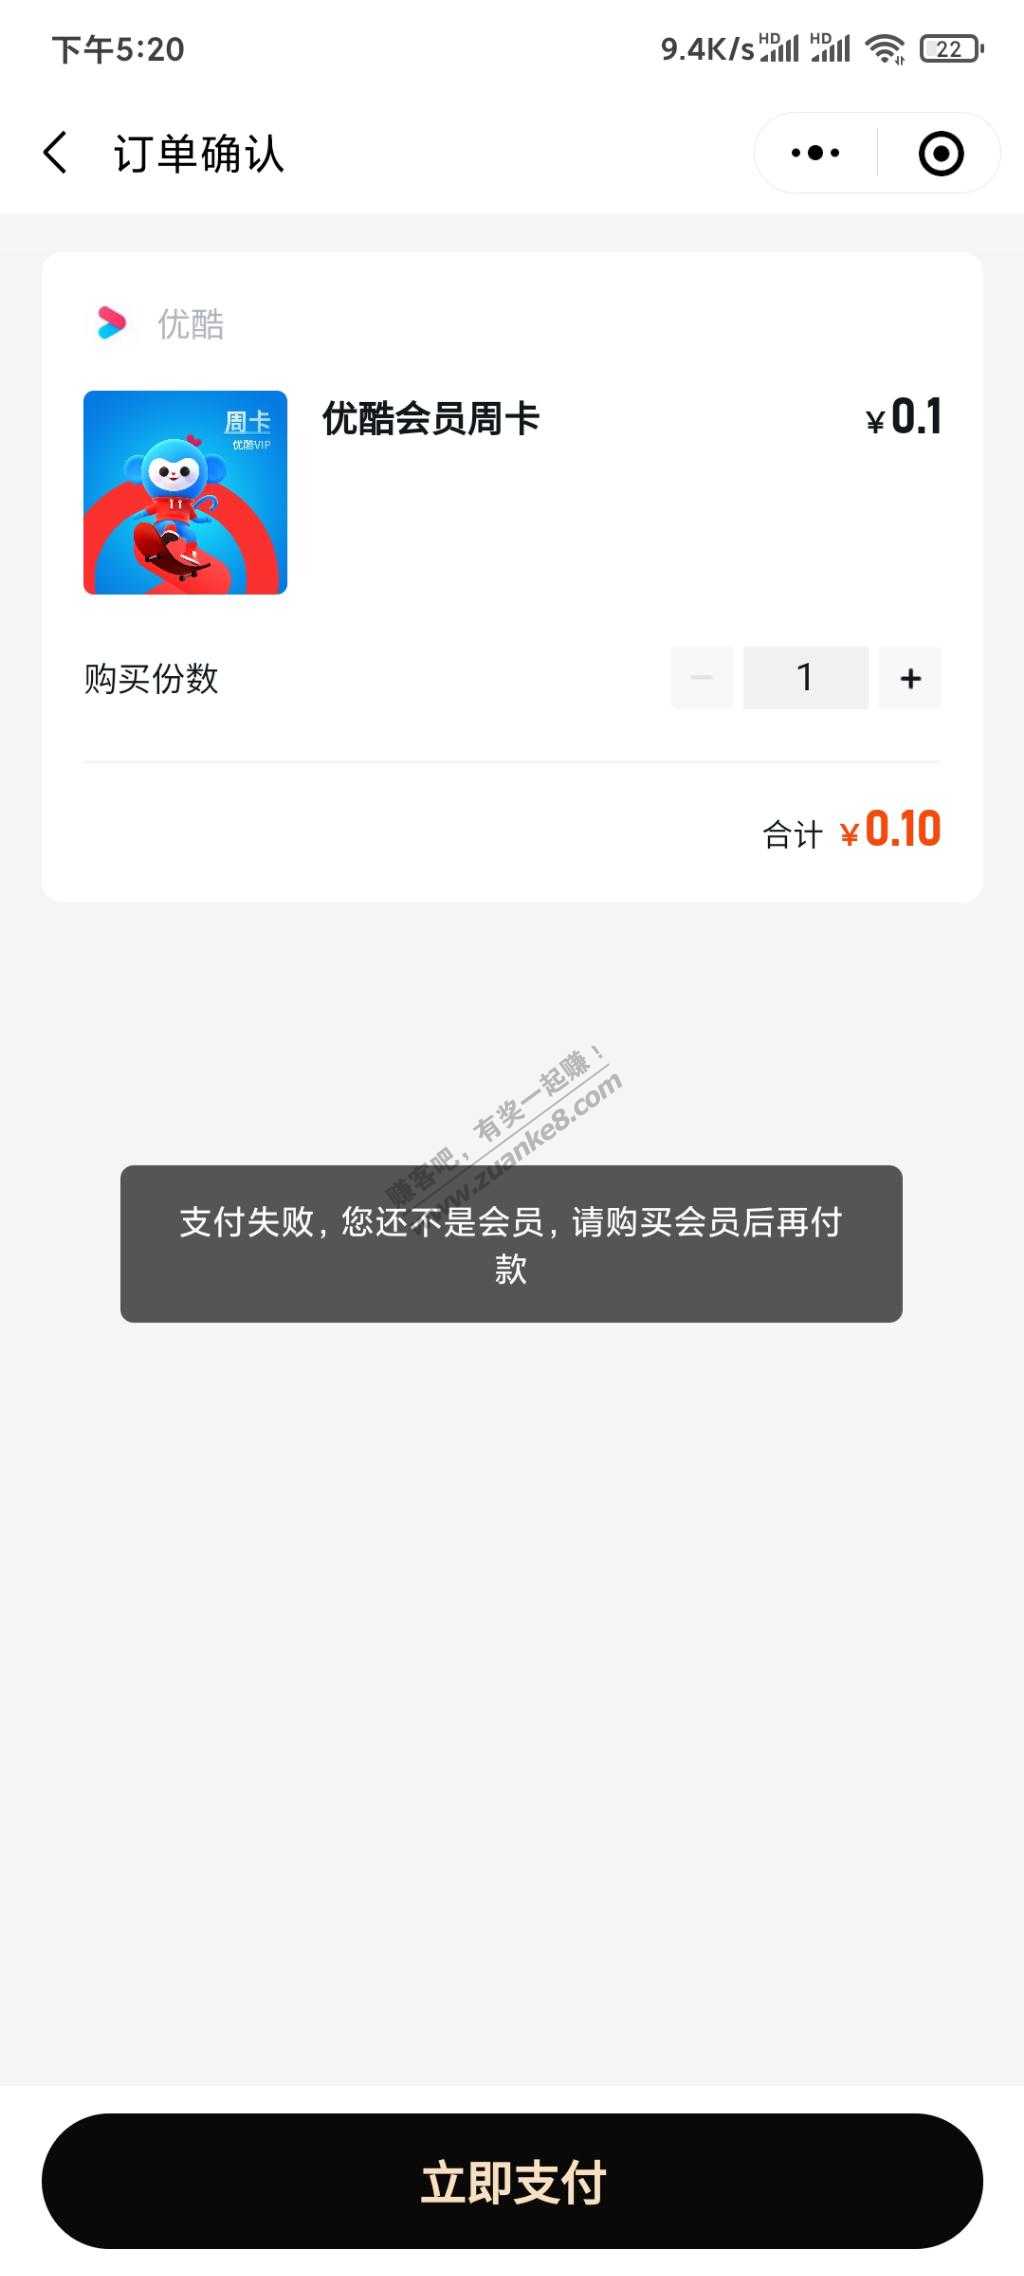 下午5:20
9.4K/s HD HD 22
订单确认
优酷
周卡
优酷VIP
优酷会员周卡
¥0.1
购买份数
1
合计 ¥0.10
赚客吧，有奖一起赚！
www.zuanke8.com
支付失败, 您还不是会员, 请购买会员后再付
款
立即支付